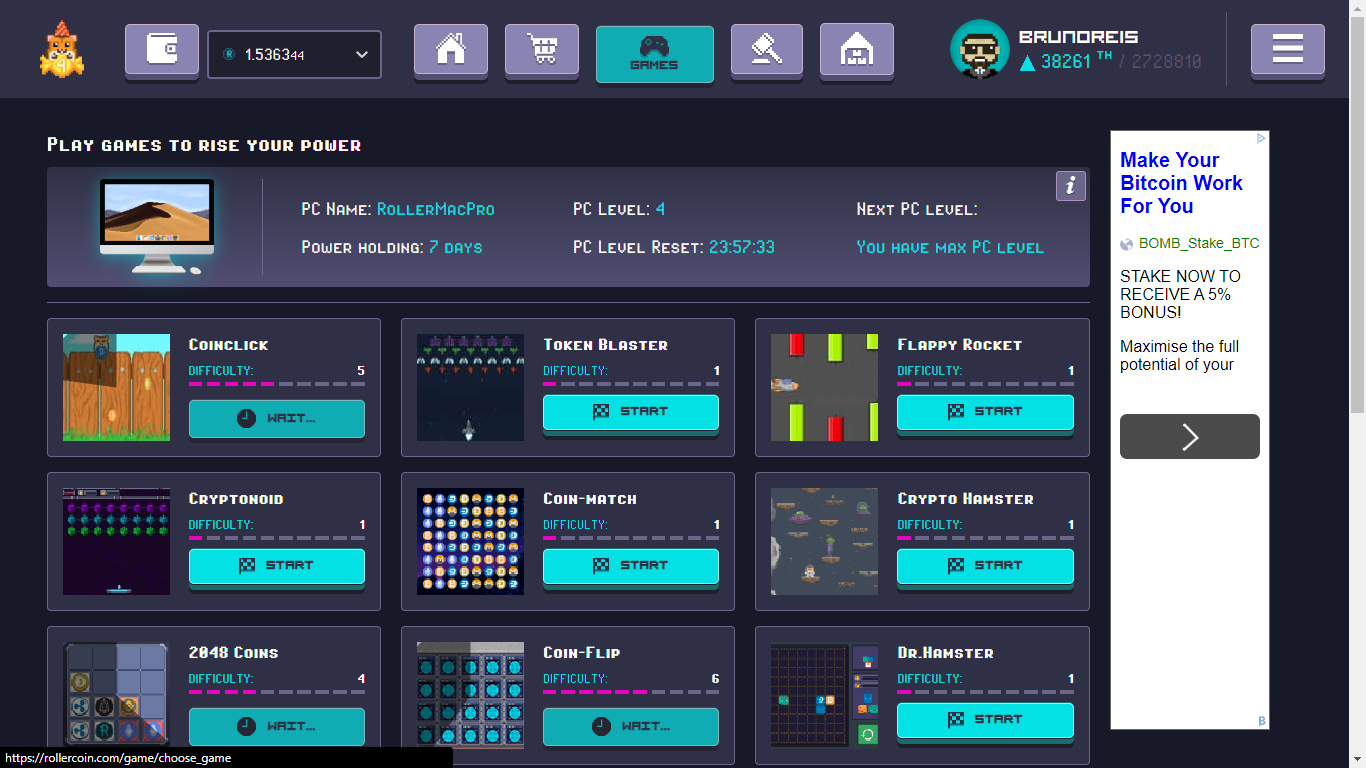 1.536344
GAMES
BRUNOREIS
38261 TH / 2728810
PLAY GAMES TO RISE YOUR POWER
PC NAME: ROLLERMACPRO
PC LEVEL: 4
NEXT PC LEVEL:
POWER HOLDING: 7 DAYS
PC LEVEL RESET: 23:57:33
YOU HAVE MAX PC LEVEL
i
COINCLICK
DIFFICULTY: 5
WAIT...
TOKEN BLASTER
DIFFICULTY: 1
START
FLAPPY ROCKET
DIFFICULTY: 1
START
CRYPTONOID
DIFFICULTY: 1
START
COIN-MATCH
DIFFICULTY: 1
START
CRYPTO HAMSTER
DIFFICULTY: 1
START
2048 COINS
DIFFICULTY: 4
WAIT...
COIN-FLIP
DIFFICULTY: 6
WAIT...
DR.HAMSTER
DIFFICULTY: 1
START
Make Your
Bitcoin Work
For You
BOMB_Stake_BTC
STAKE NOW TO
RECEIVE A 5%
BONUS!
Maximise the full
potential of your
https://rollercoin.com/game/choose_game